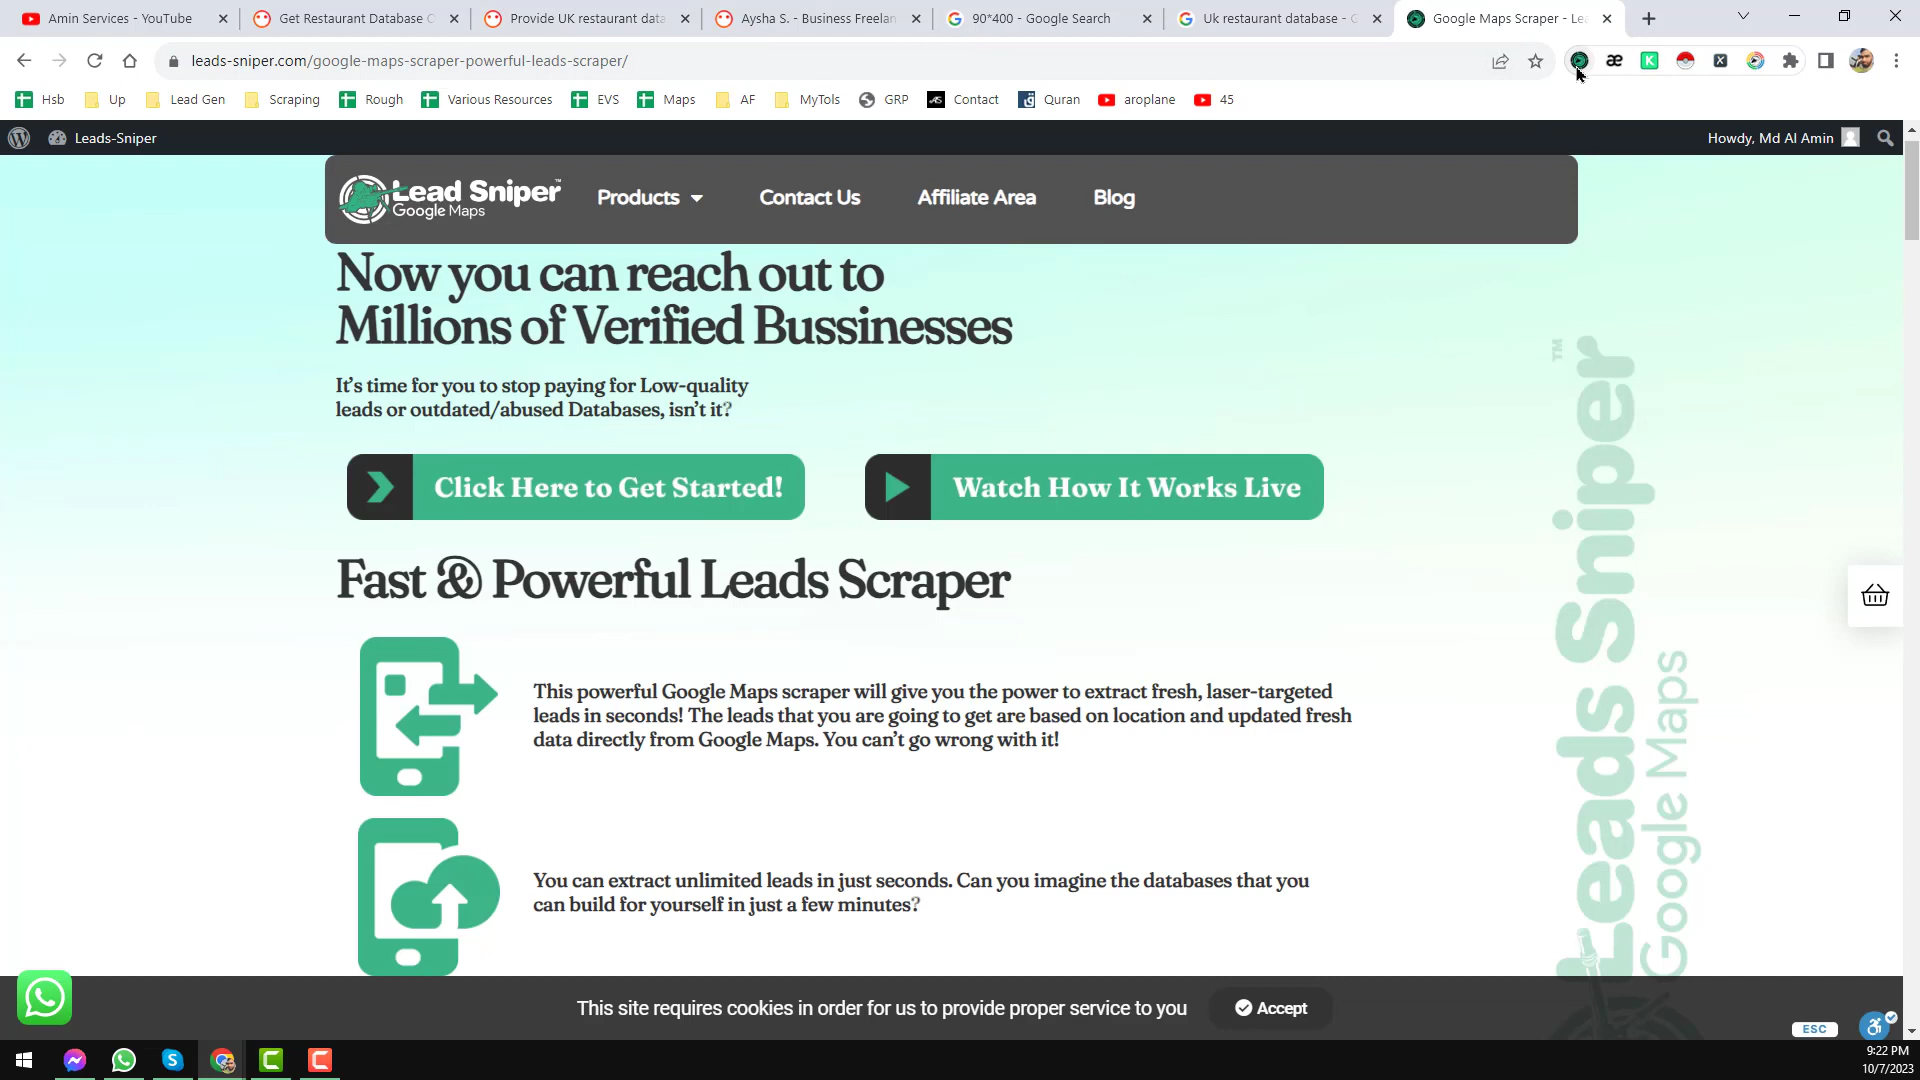 Amin Services - YouTube
Get Restaurant Database
Provide UK restaurant data
Aysha S. - Business Freelan
90*400 - Google Search
Uk restaurant database -
Google Maps Scraper - Le
leads-sniper.com/google-maps-scraper-powerful-leads-scraper/
æ
K
X
Hsb
Up
Lead Gen
Scraping
Rough
Various Resources
EVS
Maps
AF
MyTols
GRP
Contact
Quran
aroplane
45
Leads-Sniper
Howdy, Md Al Amin
Lead Sniper™
Google Maps
Products
Contact Us
Affiliate Area
Blog
Now you can reach out to
Millions of Verified Bussinesses
It's time for you to stop paying for Low-quality
leads or outdated/abused Databases, isn't it?
Click Here to Get Started!
Watch How It Works Live
Fast & Powerful Leads Scraper
This powerful Google Maps scraper will give you the power to extract fresh, laser-targeted
leads in seconds! The leads that you are going to get are based on location and updated fresh
data directly from Google Maps. You can't go wrong with it!
You can extract unlimited leads in just seconds. Can you imagine the databases that you
can build for yourself in just a few minutes?
Leads Sniper™
Google Maps
This site requires cookies in order for us to provide proper service to you
Accept
ESC
9:22 PM
10/7/2023